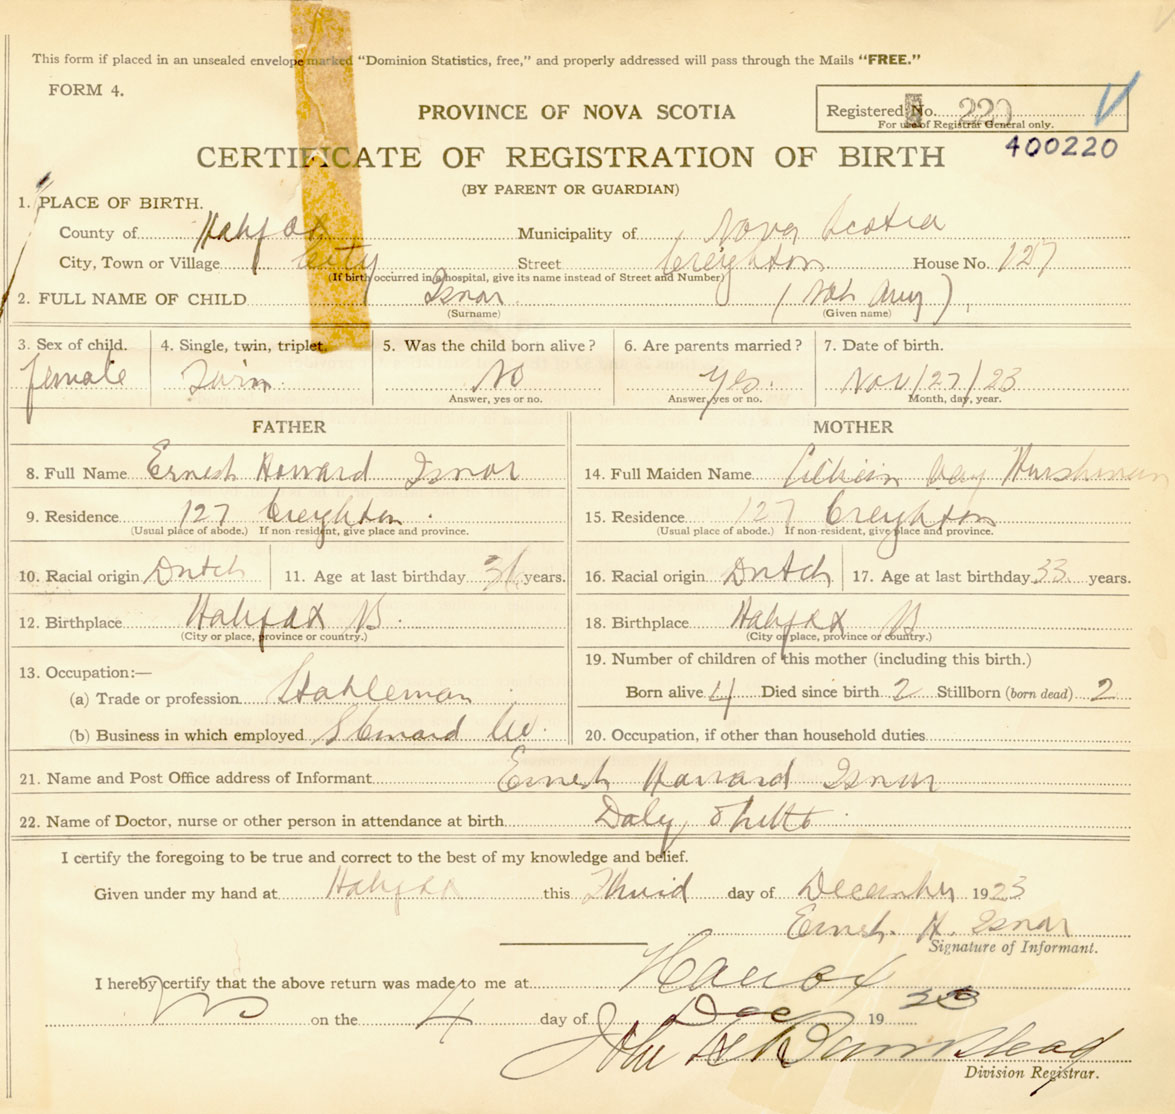 This form if placed in an unsealed envelope marked "Dominion Statistics, free," and properly addressed will pass through the Mails "FREE."
FORM 4.
PROVINCE OF NOVA SCOTIA
Registered No. 220
For use of Registrar General only.
400220
CERTIFICATE OF REGISTRATION OF BIRTH
(BY PARENT OR GUARDIAN)
1. PLACE OF BIRTH.
County of Halifax Municipality of Nova Scotia
City, Town or Village City Street Creighton House No. 127
(If birth occurred in a hospital, give its name instead of Street and Number)
2. FULL NAME OF CHILD Isnor (Not Any)
(Surname) (Given name)
3. Sex of child. 4. Single, twin, triplet. 5. Was the child born alive? 6. Are parents married? 7. Date of birth.
female Twin No Yes. Nov/27/23
Answer, yes or no. Answer, yes or no. Month, day, year.
FATHER MOTHER
8. Full Name Ernest Howard Isnor 14. Full Maiden Name May Hirshman
9. Residence 127 Creighton 15. Residence 127 Creighton
(Usual place of abode.) If non-resident, give place and province. (Usual place of abode.) If non-resident, give place and province.
10. Racial origin Dutch 11. Age at last birthday years. 16. Racial origin Dutch 17. Age at last birthday 33 years.
12. Birthplace Halifax 18. Birthplace Halifax
(City or place, province or country.) (City or place, province or country.)
13. Occupation:— 19. Number of children of this mother (including this birth.)
(a) Trade or profession Stableman Born alive 4 Died since birth 2 Stillborn (born dead) 2
(b) Business in which employed 20. Occupation, if other than household duties
21. Name and Post Office address of Informant Ernest Howard Isnor
22. Name of Doctor, nurse or other person in attendance at birth Daly
I certify the foregoing to be true and correct to the best of my knowledge and belief.
Given under my hand at Halifax this Third day of December 1923
Ernest H. Isnor
Signature of Informant.
I hereby certify that the above return was made to me at Halifax
NS on the 4 day of Dec 19 23
John
Division Registrar.